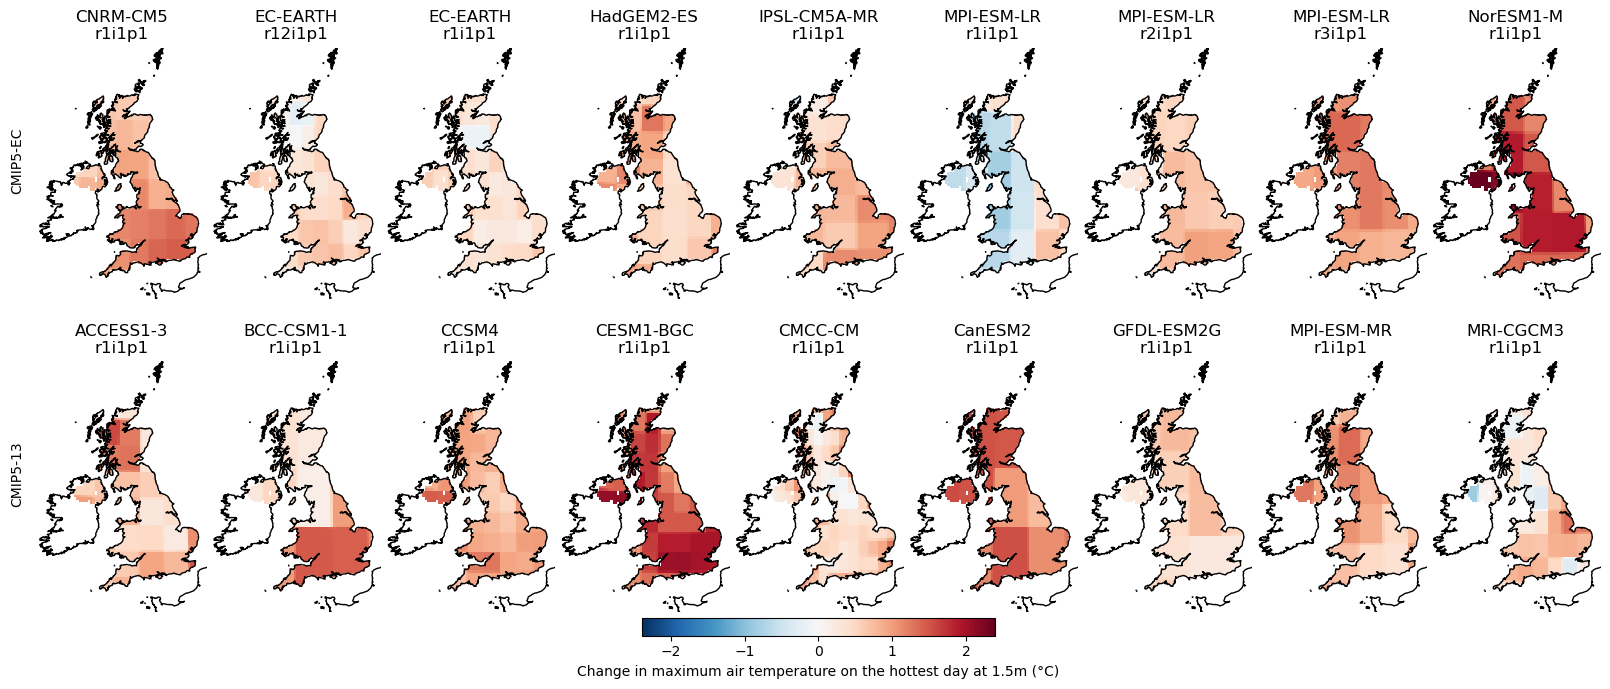 CNRM-CM5
r1i1p1
EC-EARTH
r12i1p1
EC-EARTH
r1i1p1
HadGEM2-ES
r1i1p1
IPSL-CM5A-MR
r1i1p1
MPI-ESM-LR
r1i1p1
MPI-ESM-LR
r2i1p1
MPI-ESM-LR
r3i1p1
NorESM1-M
r1i1p1
CMIP5-EC
ACCESS1-3
r1i1p1
BCC-CSM1-1
r1i1p1
CCSM4
r1i1p1
CESM1-BGC
r1i1p1
CMCC-CM
r1i1p1
CanESM2
r1i1p1
GFDL-ESM2G
r1i1p1
MPI-ESM-MR
r1i1p1
MRI-CGCM3
r1i1p1
CMIP5-13
−2 −1 0 1 2
Change in maximum air temperature on the hottest day at 1.5m (°C)